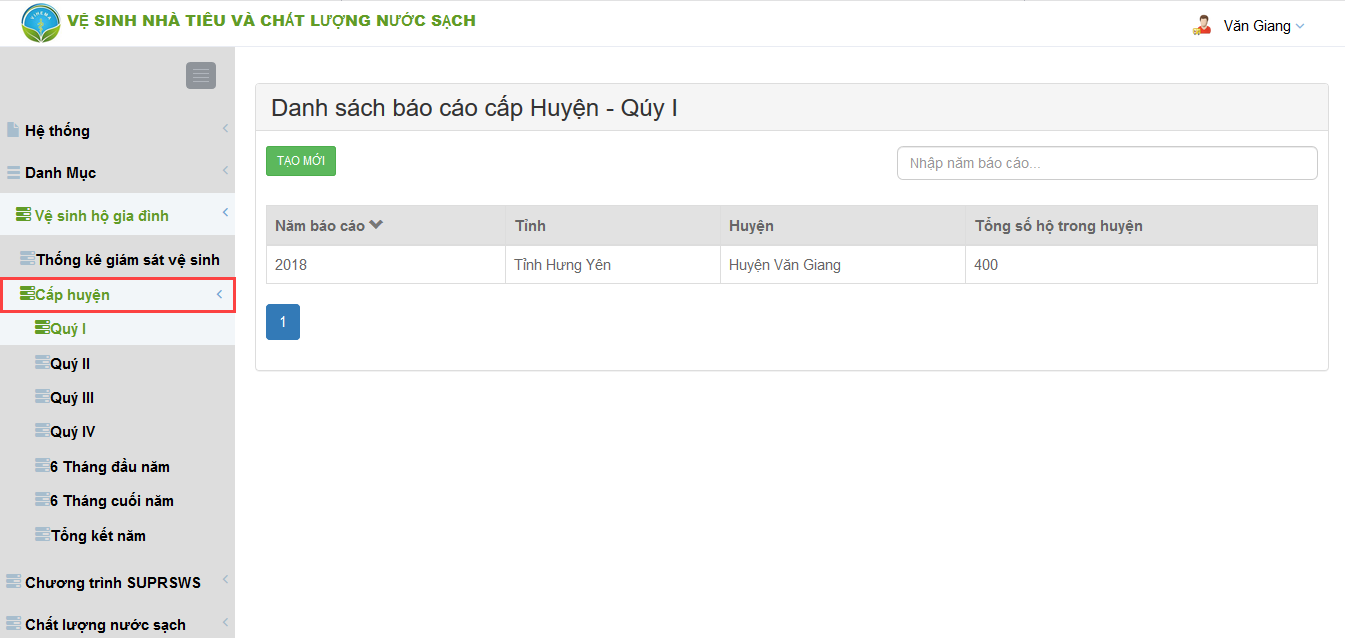 VỆ SINH NHÀ TIÊU VÀ CHẤT LƯỢNG NƯỚC SẠCH
Văn Giang
Hệ thống
Danh Mục
Vệ sinh hộ gia đình
Thống kê giám sát vệ sinh
Cấp huyện
Quý I
Quý II
Quý III
Quý IV
6 Tháng đầu năm
6 Tháng cuối năm
Tổng kết năm
Chương trình SUPRSWS
Chất lượng nước sạch
Danh sách báo cáo cấp Huyện - Qúy I
TẠO MỚI
Nhập năm báo cáo...
Năm báo cáo Tỉnh Huyện Tổng số hộ trong huyện
2018 Tỉnh Hưng Yên Huyện Văn Giang 400
1